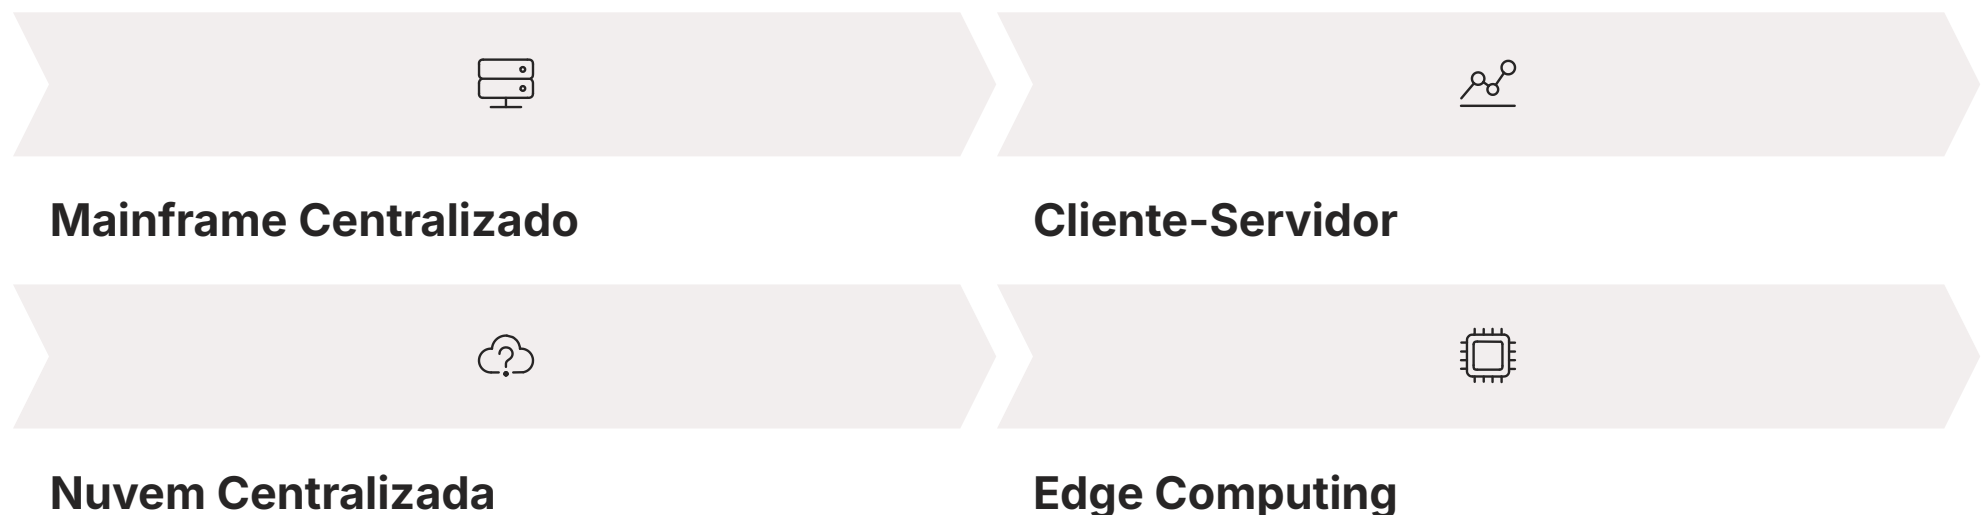 Mainframe Centralizado
Cliente-Servidor
Nuvem Centralizada
Edge Computing